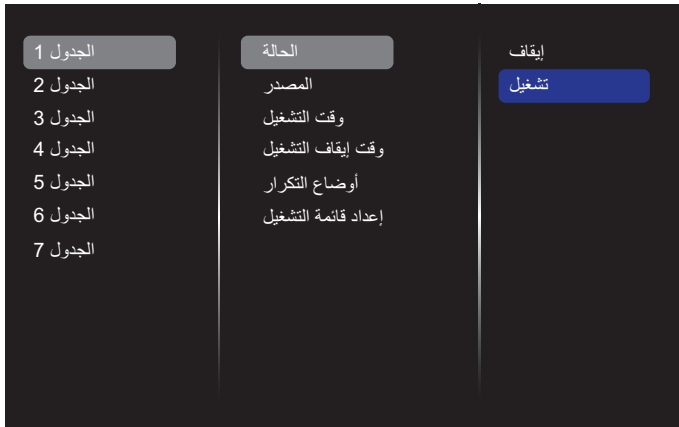 الجدول 1
الجدول 2
الجدول 3
الجدول 4
الجدول 5
الجدول 6
الجدول 7
الحالة
المصدر
وقت التشغيل
وقت إيقاف التشغيل
أوضاع التكرار
إعداد قائمة التشغيل
إيقاف
تشغيل